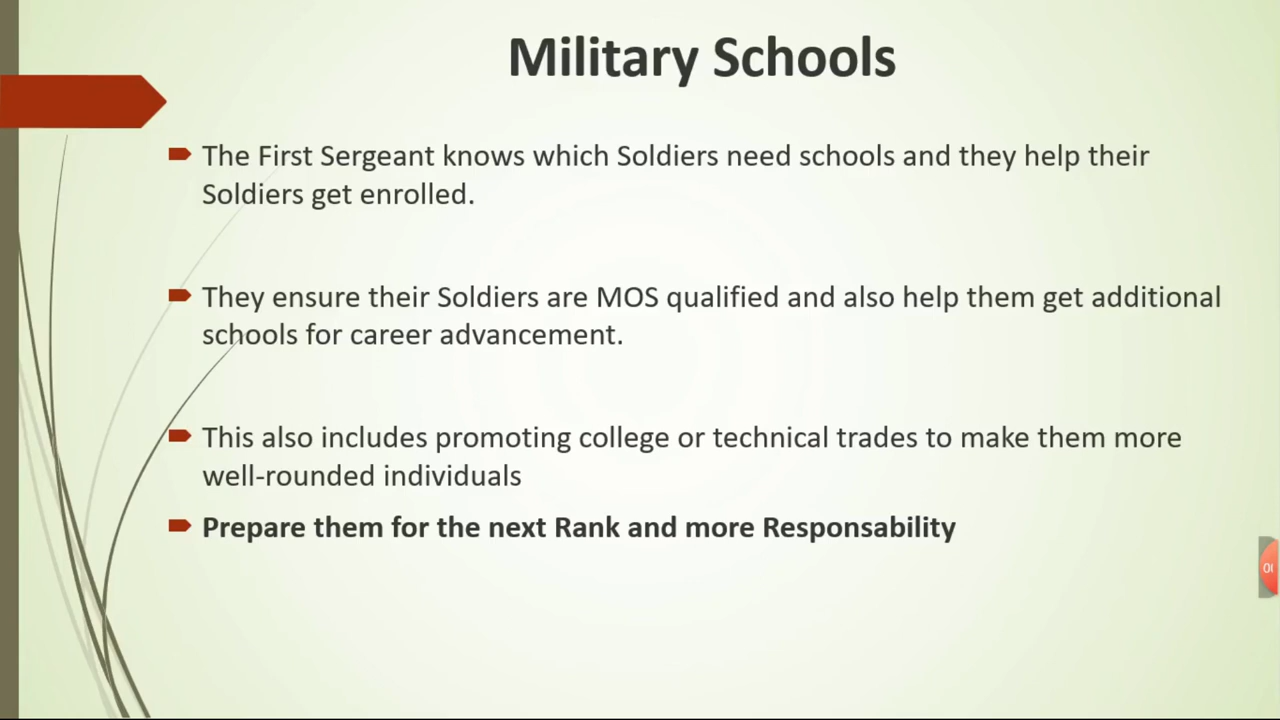 Military Schools
The First Sergeant knows which Soldiers need schools and they help their
Soldiers get enrolled.
They ensure their Soldiers are MOS qualified and also help them get additional
schools for career advancement.
This also includes promoting college or technical trades to make them more
well-rounded individuals
Prepare them for the next Rank and more Responsability